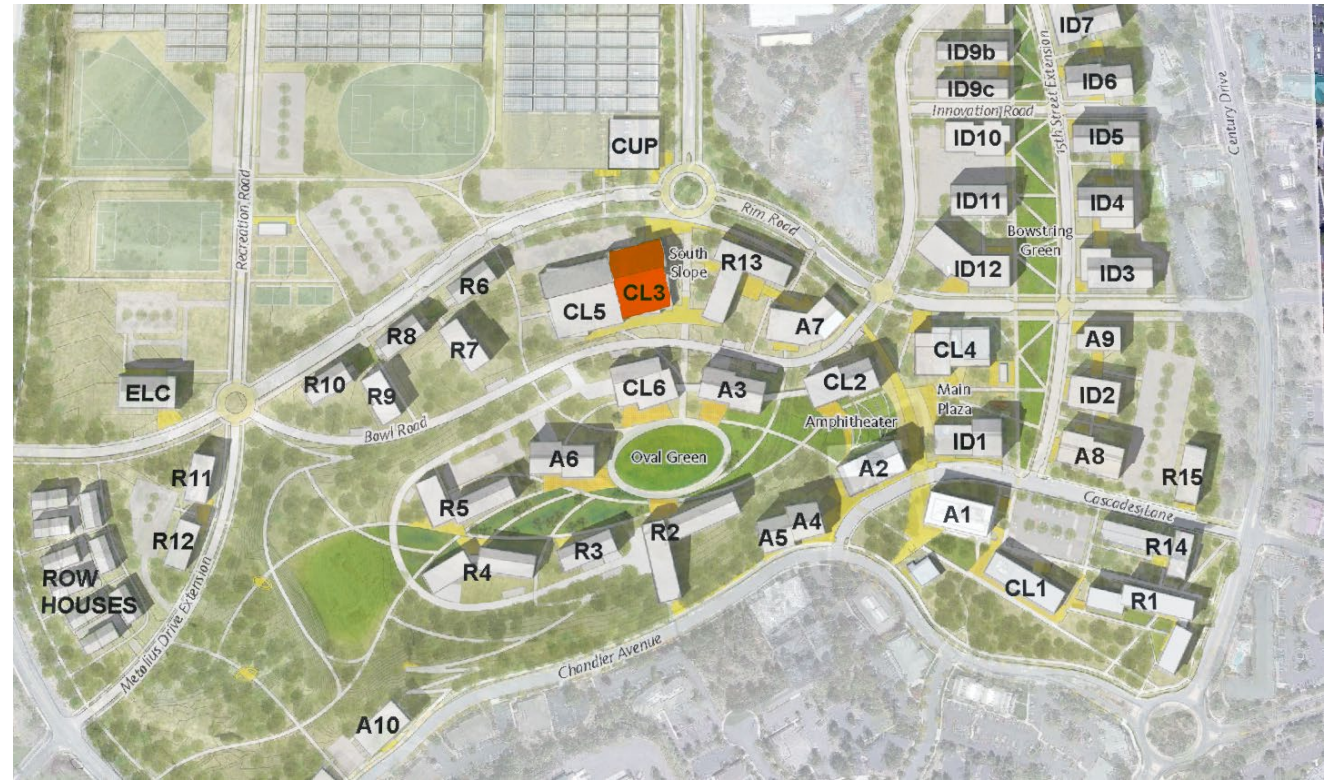 ID7
ID9b
ID6
ID9c
Innovation Road
15th Street Extension
Century Drive
ID10
ID5
CUP
Recreation Road
Rim Road
ID11
ID4
Bowstring
Green
South
Slope
R13
ID12
ID3
R6
CL3
CL5
A7
R8
R7
CL4
A9
ELC
R10
R9
CL6
A3
CL2
Main
Plaza
ID2
Bowl Road
Amphitheater
ID1
A6
Oval Green
A2
A8
R11
R15
R5
Cascades Lane
A1
R12
R2
A4
A5
R3
R14
R4
ROW
HOUSES
CL1
R1
Metolius Drive Extension
Chandler Avenue
A10